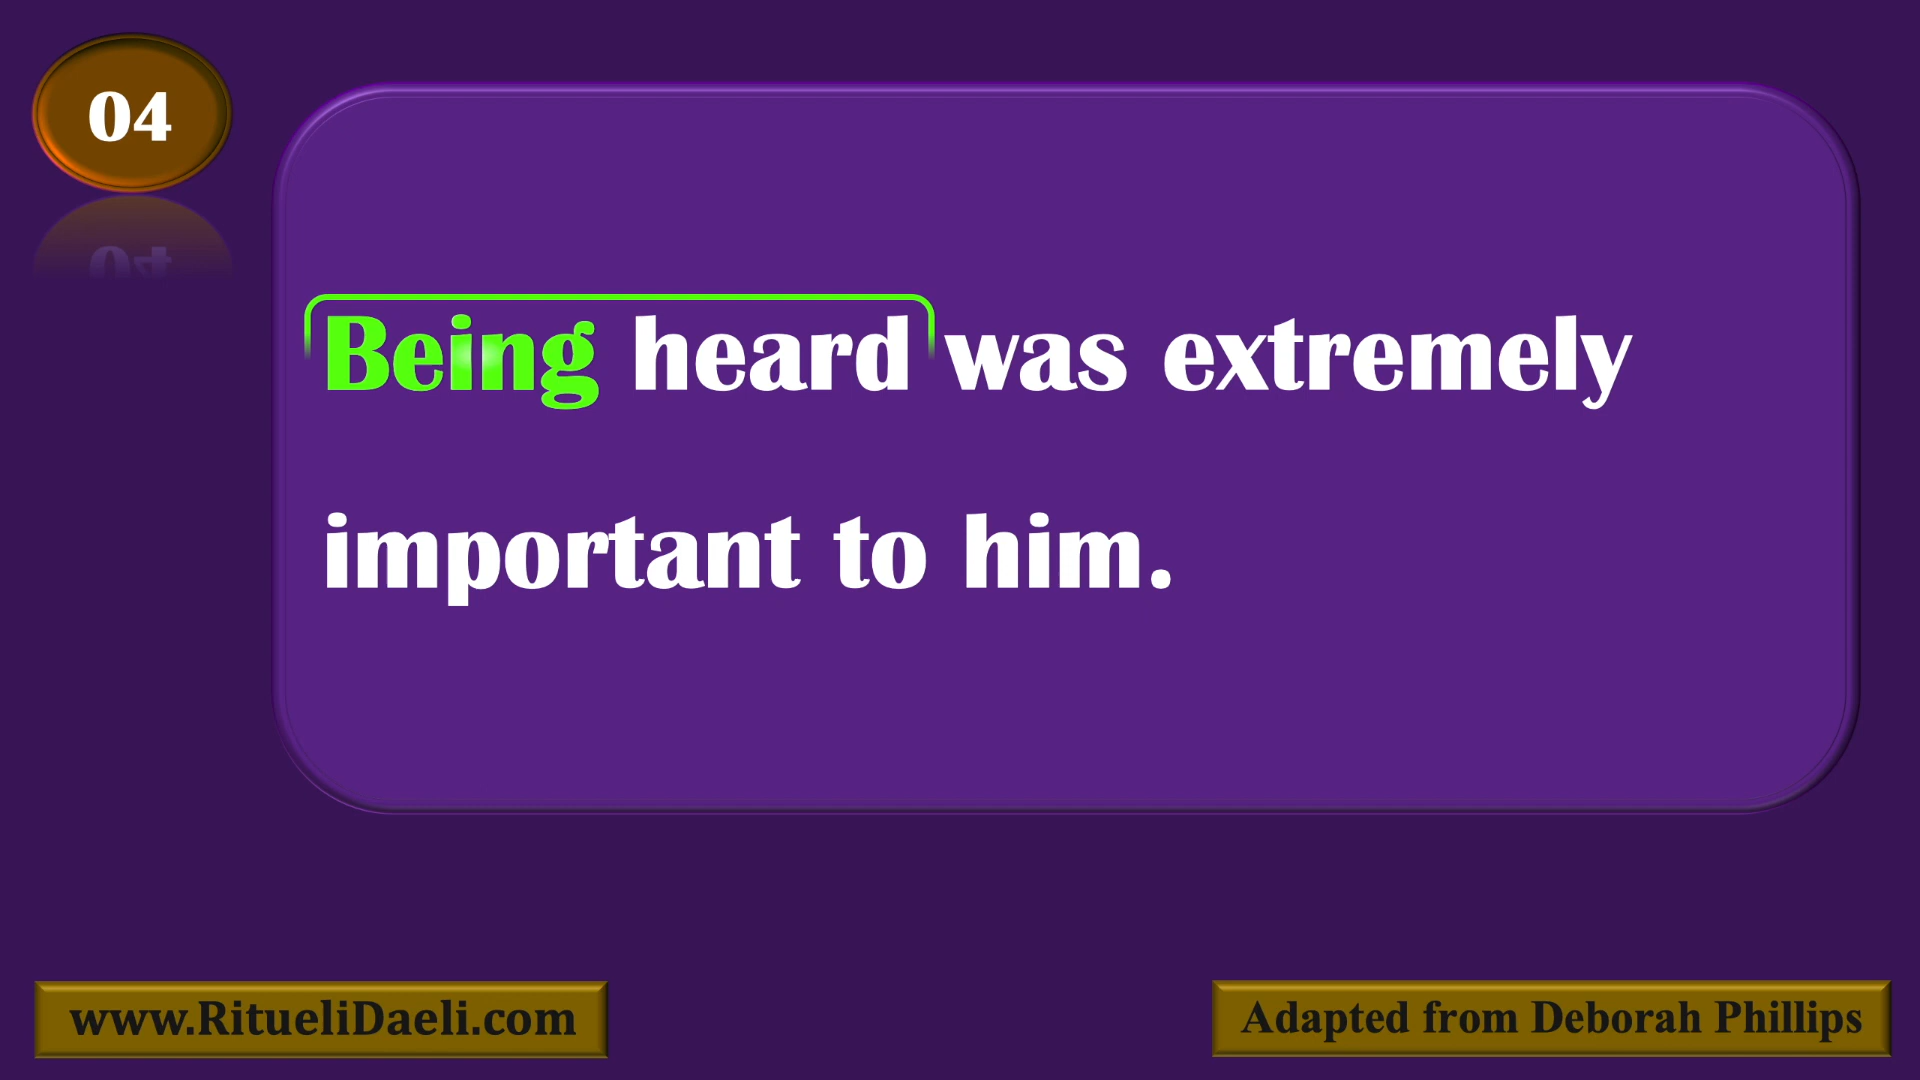 04
Being heard was extremely
important to him.
www.RitueliDaeli.com
Adapted from Deborah Phillips